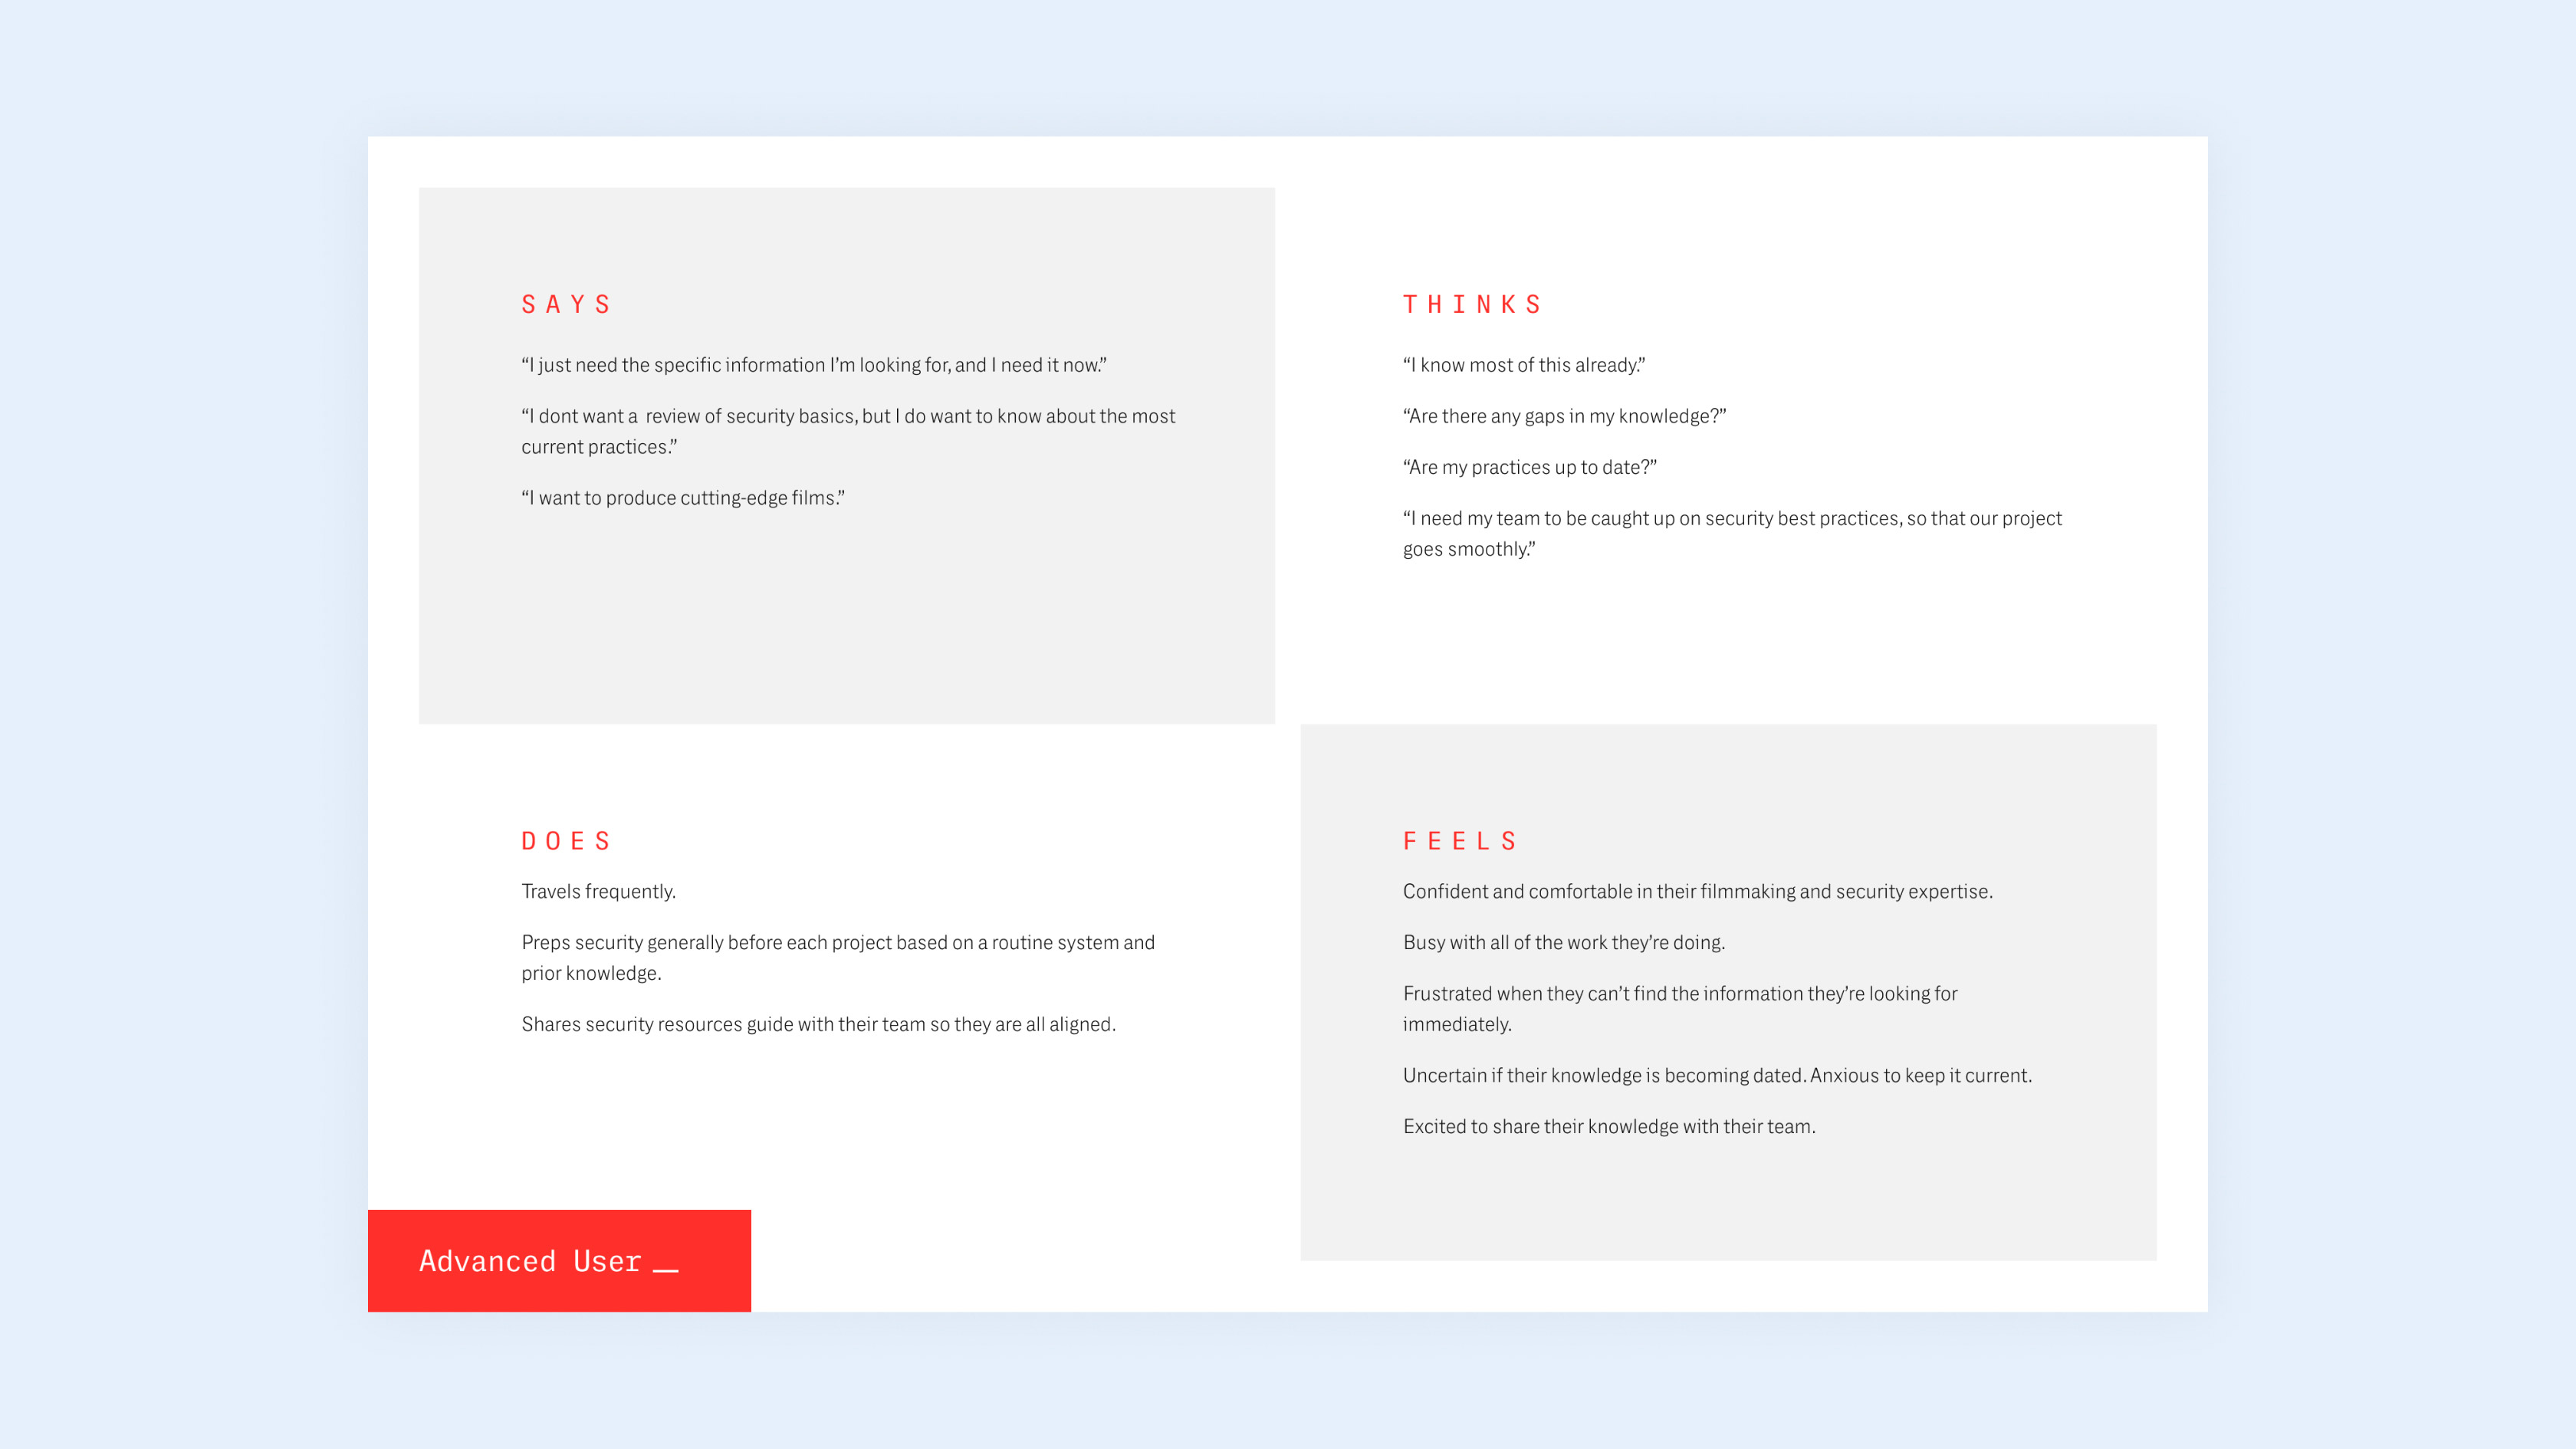 SAYS
“I just need the specific information I’m looking for, and I need it now.”
“I dont want a  review of security basics, but I do want to know about the most
current practices.”
“I want to produce cutting-edge films.”
THINKS
“I know most of this already.”
“Are there any gaps in my knowledge?”
“Are my practices up to date?”
“I need my team to be caught up on security best practices, so that our project
goes smoothly.”
DOES
Travels frequently.
Preps security generally before each project based on a routine system and
prior knowledge.
Shares security resources guide with their team so they are all aligned.
FEELS
Confident and comfortable in their filmmaking and security expertise.
Busy with all of the work they’re doing.
Frustrated when they can’t find the information they’re looking for
immediately.
Uncertain if their knowledge is becoming dated. Anxious to keep it current.
Excited to share their knowledge with their team.
Advanced User _